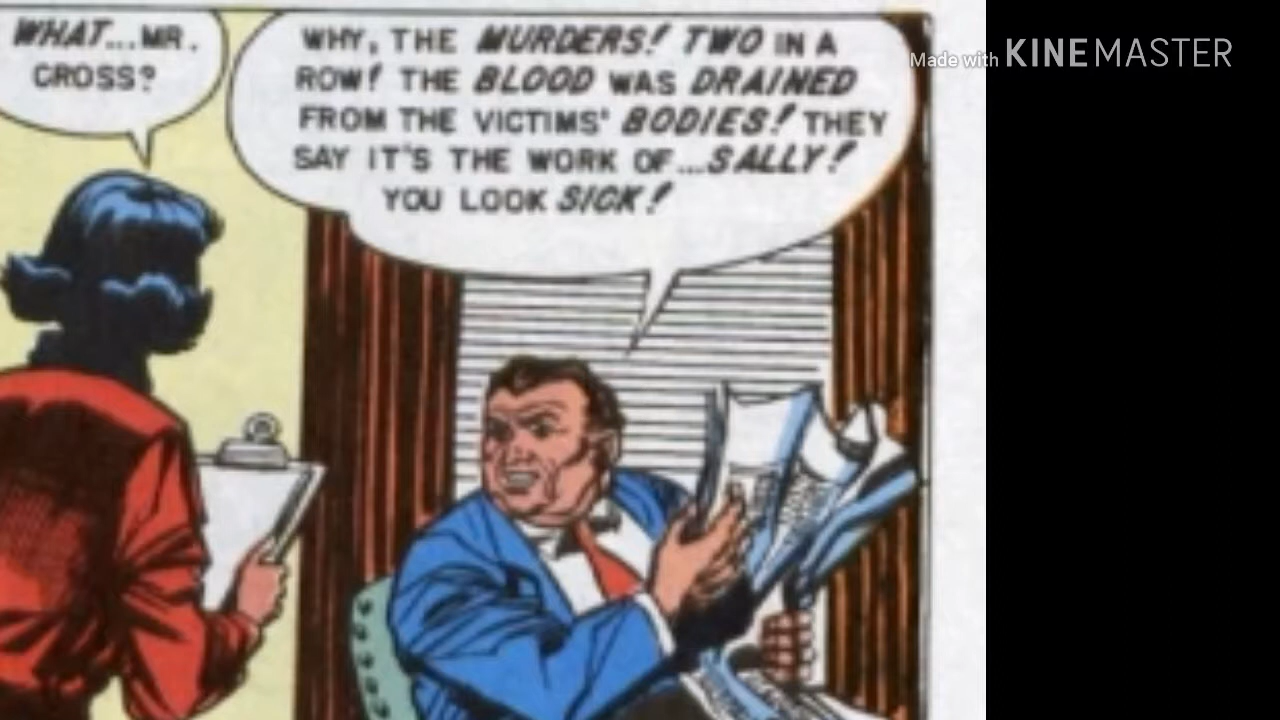 WHAT...MR.
CROSS?
WHY, THE MURDERS! TWO IN A
ROW! THE BLOOD WAS DRAINED
FROM THE VICTIMS' BODIES! THEY
SAY IT'S THE WORK OF...SALLY!
YOU LOOK SICK!
Made with KINEMASTER